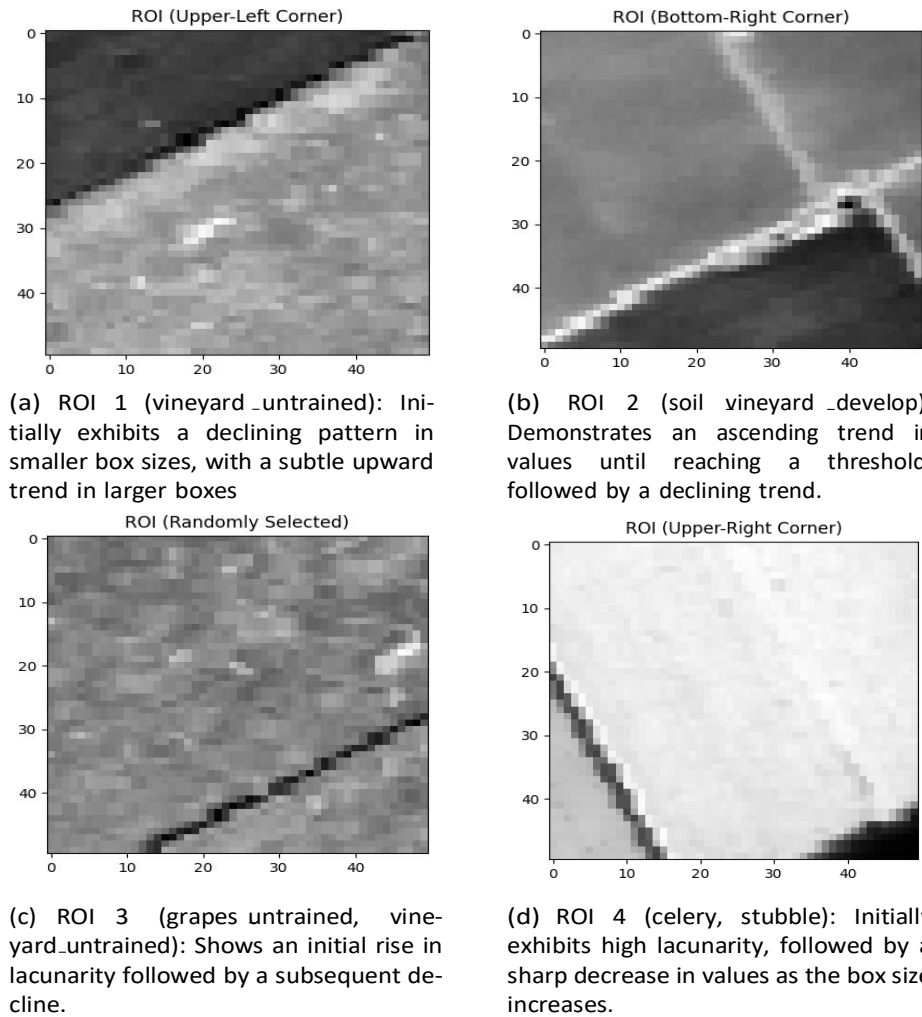 ROI (Upper-Left Corner)
0
10
20
30
40
0 10 20 30 40
(a) ROI 1 (vineyard_untrained): Ini-
tially exhibits a declining pattern in
smaller box sizes, with a subtle upward
trend in larger boxes
ROI (Bottom-Right Corner)
0
10
20
30
40
0 10 20 30 40
(b) ROI 2 (soil vineyard_develop)
Demonstrates an ascending trend in
values until reaching a threshold
followed by a declining trend.
ROI (Randomly Selected)
0
10
20
30
40
0 10 20 30 40
(c) ROI 3 (grapes untrained, vine-
yard_untrained): Shows an initial rise in
lacunarity followed by a subsequent de-
cline.
ROI (Upper-Right Corner)
0
10
20
30
40
0 10 20 30 40
(d) ROI 4 (celery, stubble): Initially
exhibits high lacunarity, followed by a
sharp decrease in values as the box size
increases.